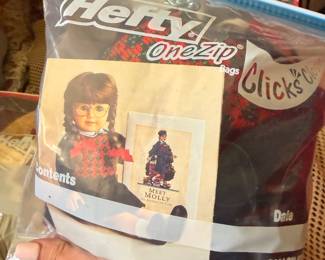 Hefty
OneZip®
Bags
Clicks
MEET
MOLLY
Contents
Date